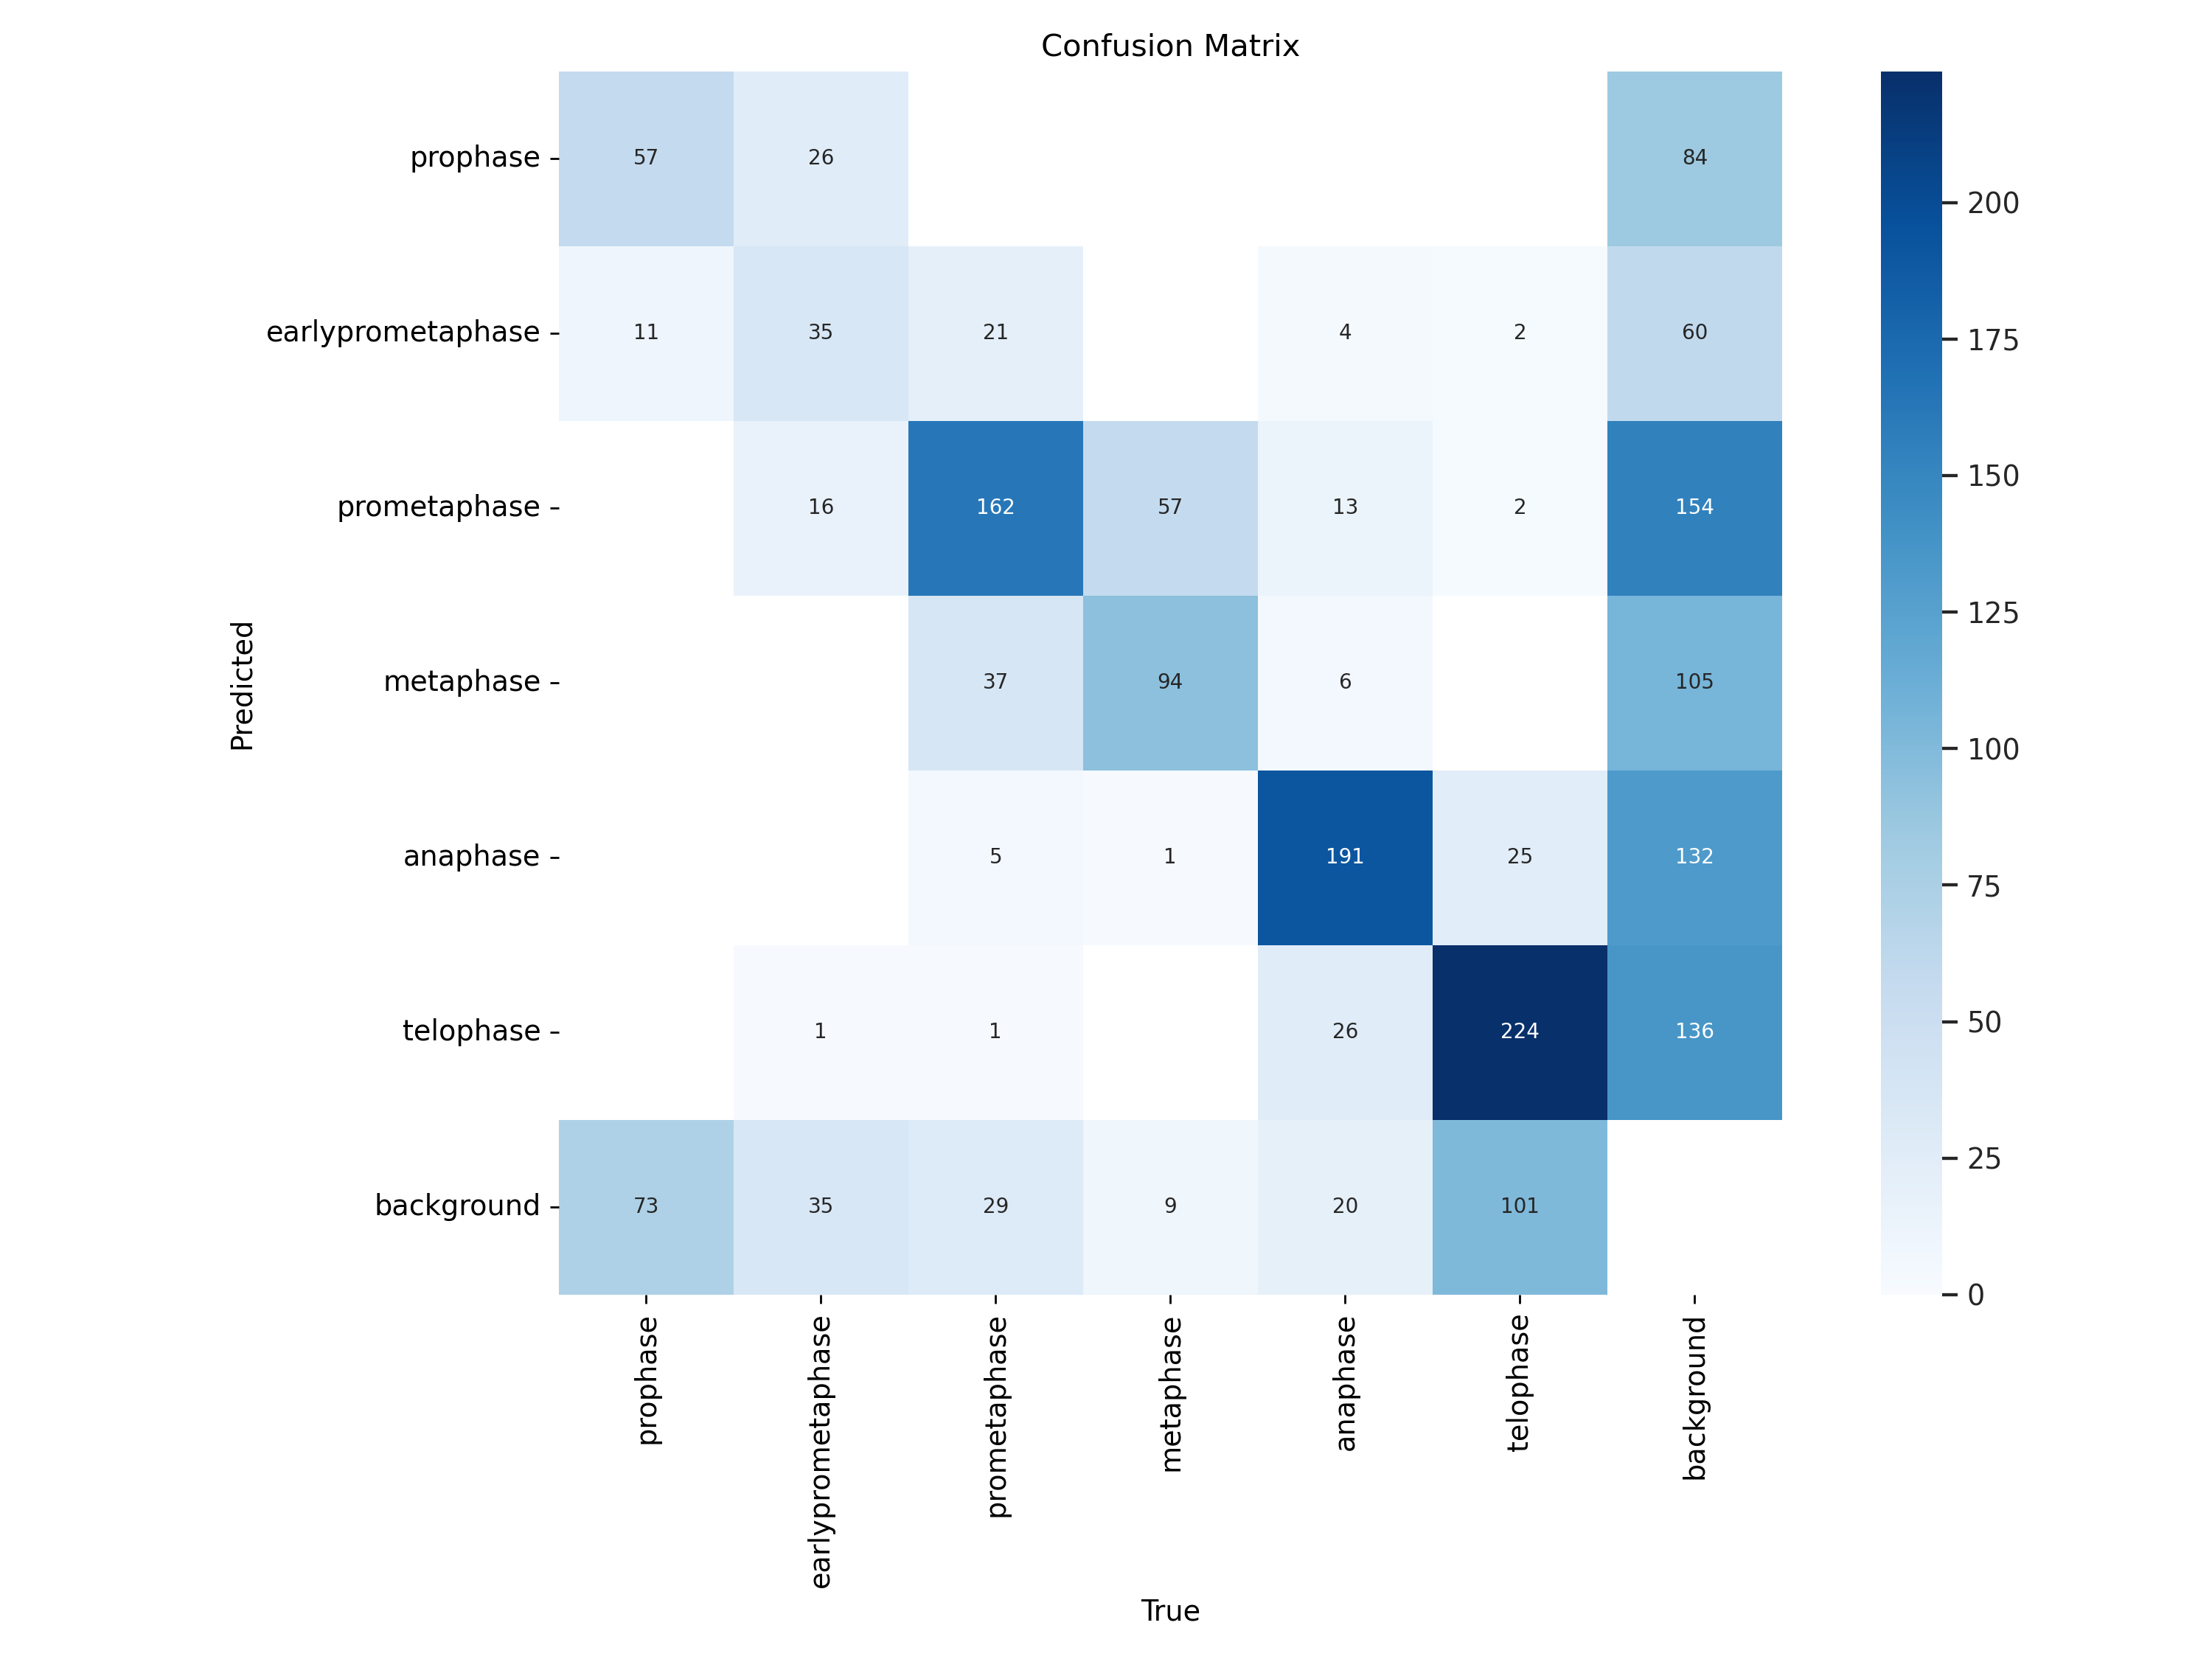 Confusion Matrix
prophase 57 26 84
earlyprometaphase 11 35 21 4 2 60
prometaphase 16 162 57 13 2 154
metaphase 37 94 6 105
anaphase 5 1 191 25 132
telophase 1 1 26 224 136
background 73 35 29 9 20 101
Predicted
prophase
earlyprometaphase
prometaphase
metaphase
anaphase
telophase
background
True
200
175
150
125
100
75
50
25
0